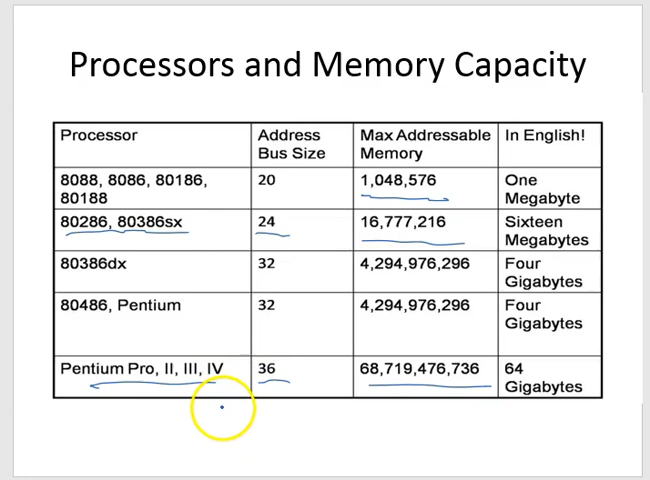 Processors and Memory Capacity
Processor Address Bus Size Max Addressable Memory In English!
8088, 8086, 80186, 80188 20 1,048,576 One Megabyte
80286, 80386sx 24 16,777,216 Sixteen Megabytes
80386dx 32 4,294,976,296 Four Gigabytes
80486, Pentium 32 4,294,976,296 Four Gigabytes
Pentium Pro, II, III, IV 36 68,719,476,736 64 Gigabytes